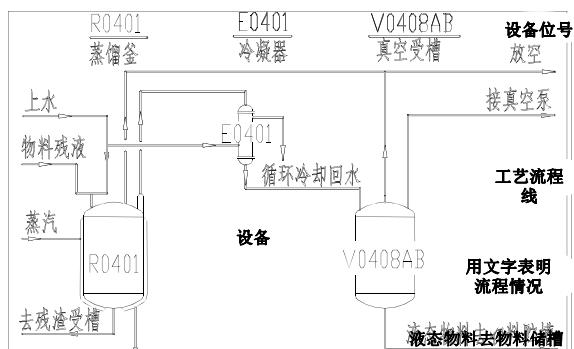 R0401 E0401 V0408AB 设备位号
蒸馏釜 冷凝器 真空受槽 放空
上水 接真空泵
E0401
物料残液 循环冷却回水 工艺流程
线
蒸汽 设备
R0401 V0408AB 用文字表明
流程情况
去残渣受槽
液态物料去物料储槽